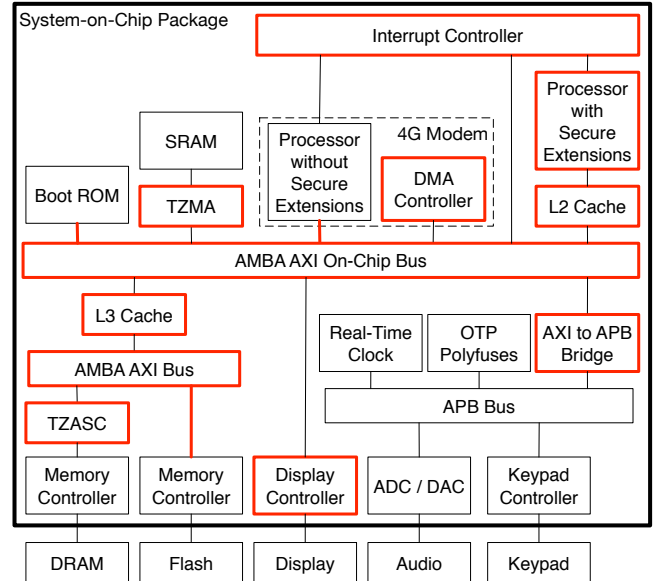 System-on-Chip Package
Interrupt Controller
Processor
with
Secure
Extensions
SRAM
4G Modem
Processor
without
Secure
Extensions
DMA
Controller
Boot ROM
TZMA
L2 Cache
AMBA AXI On-Chip Bus
L3 Cache
Real-Time
Clock
OTP
Polyfuses
AXI to APB
Bridge
AMBA AXI Bus
APB Bus
TZASC
Memory
Controller
Memory
Controller
Display
Controller
ADC / DAC
Keypad
Controller
DRAM
Flash
Display
Audio
Keypad